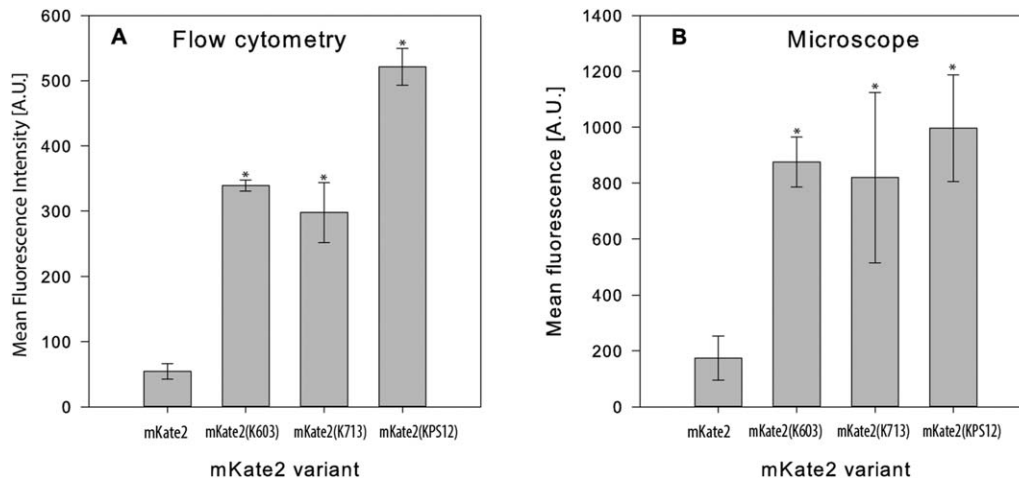 A Flow cytometry
Mean Fluorescence Intensity [A.U.]
600
500
400
300
200
100
0
*
*
*
mKate2 mKate2(K603) mKate2(K713) mKate2(KPS12)
mKate2 variant
B Microscope
Mean fluorescence [A.U.]
1400
1200
1000
800
600
400
200
0
*
*
*
mKate2 mKate2(K603) mKate2(K713) mKate2(KPS12)
mKate2 variant